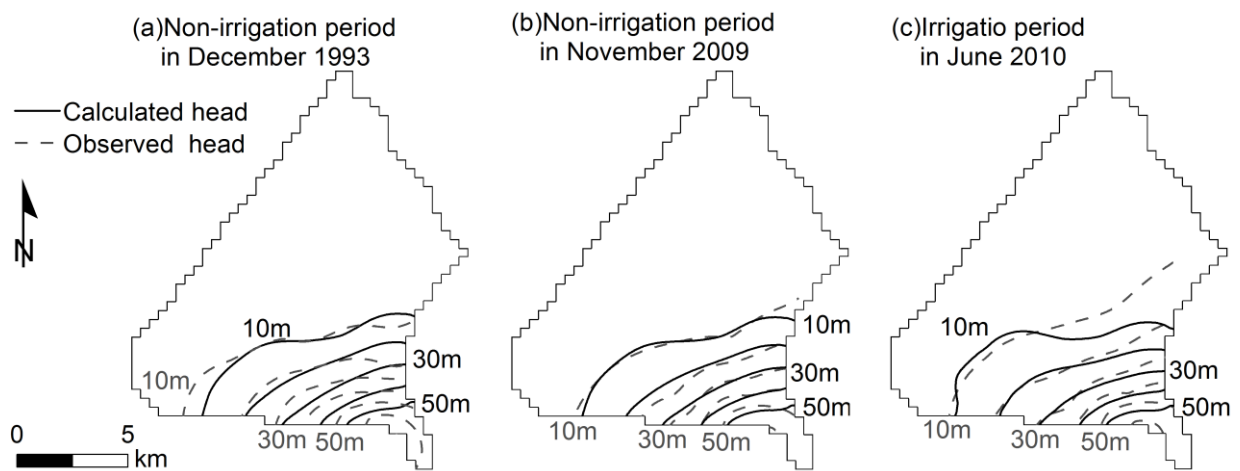 (a)Non-irrigation period
in December 1993
(b)Non-irrigation period
in November 2009
(c)Irrigatio period
in June 2010
Calculated head
Observed head
N
10m
10m
30m
50m
30m
50m
0 5
km
10m
30m
50m
10m
30m
50m
10m
30m
50m
10m
30m
50m